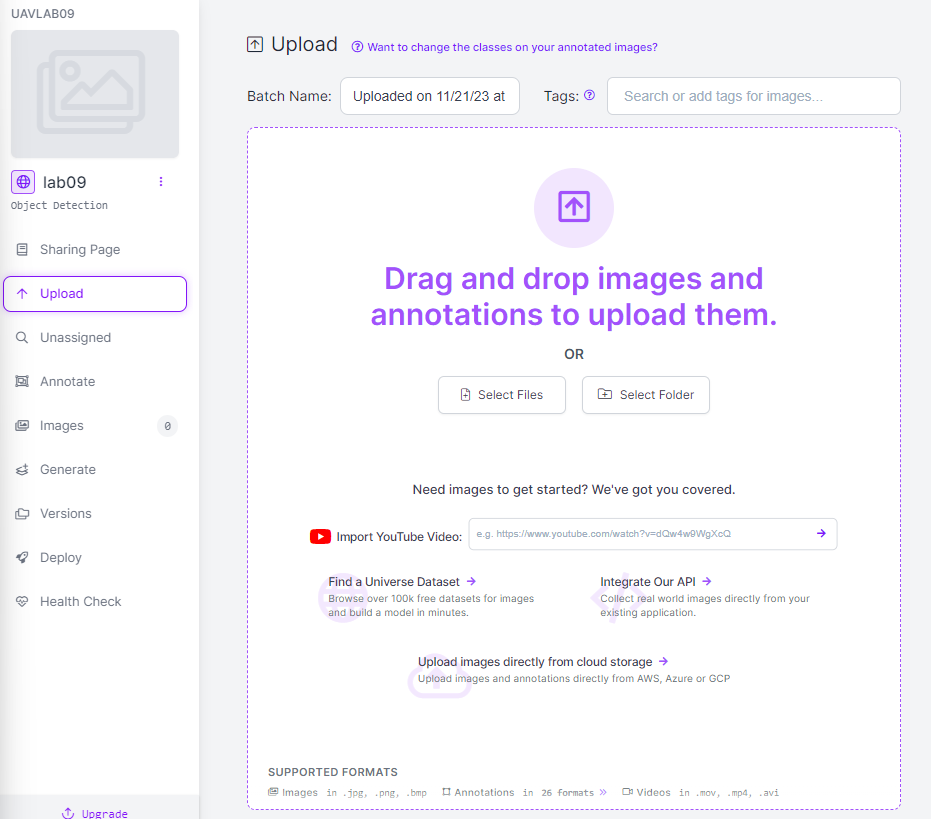 UAVLAB09
lab09
Object Detection
Sharing Page
Upload
Unassigned
Annotate
Images 0
Generate
Versions
Deploy
Health Check
Upgrade
Upload Want to change the classes on your annotated images?
Batch Name: Uploaded on 11/21/23 at Tags: Search or add tags for images...
Drag and drop images and
annotations to upload them.
OR
Select Files Select Folder
Need images to get started? We've got you covered.
Import YouTube Video: e.g. https://www.youtube.com/watch?v=dQw4w9WgXcQ
Find a Universe Dataset →
Browse over 100k free datasets for images
and build a model in minutes.
Integrate Our API →
Collect real world images directly from your
existing application.
Upload images directly from cloud storage →
Upload images and annotations directly from AWS, Azure or GCP
SUPPORTED FORMATS
Images in .jpg, .png, .bmp Annotations in 26 formats » Videos in .mov, .mp4, .avi